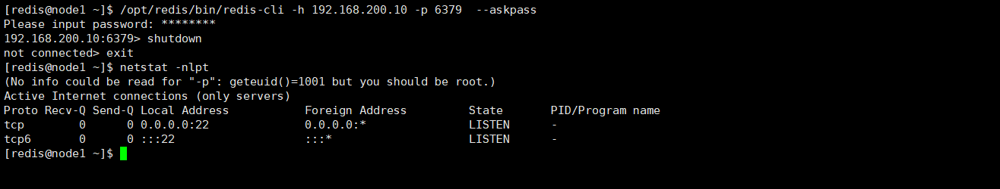 [redis@node1 ~]$ /opt/redis/bin/redis-cli -h 192.168.200.10 -p 6379  --askpass
Please input password: ********
192.168.200.10:6379> shutdown
not connected> exit
[redis@node1 ~]$ netstat -nlpt
(No info could be read for "-p": geteuid()=1001 but you should be root.)
Active Internet connections (only servers)
Proto Recv-Q Send-Q Local Address           Foreign Address         State       PID/Program name
tcp        0      0 0.0.0.0:22              0.0.0.0:*               LISTEN      -
tcp6       0      0 :::22                   :::*                    LISTEN      -
[redis@node1 ~]$